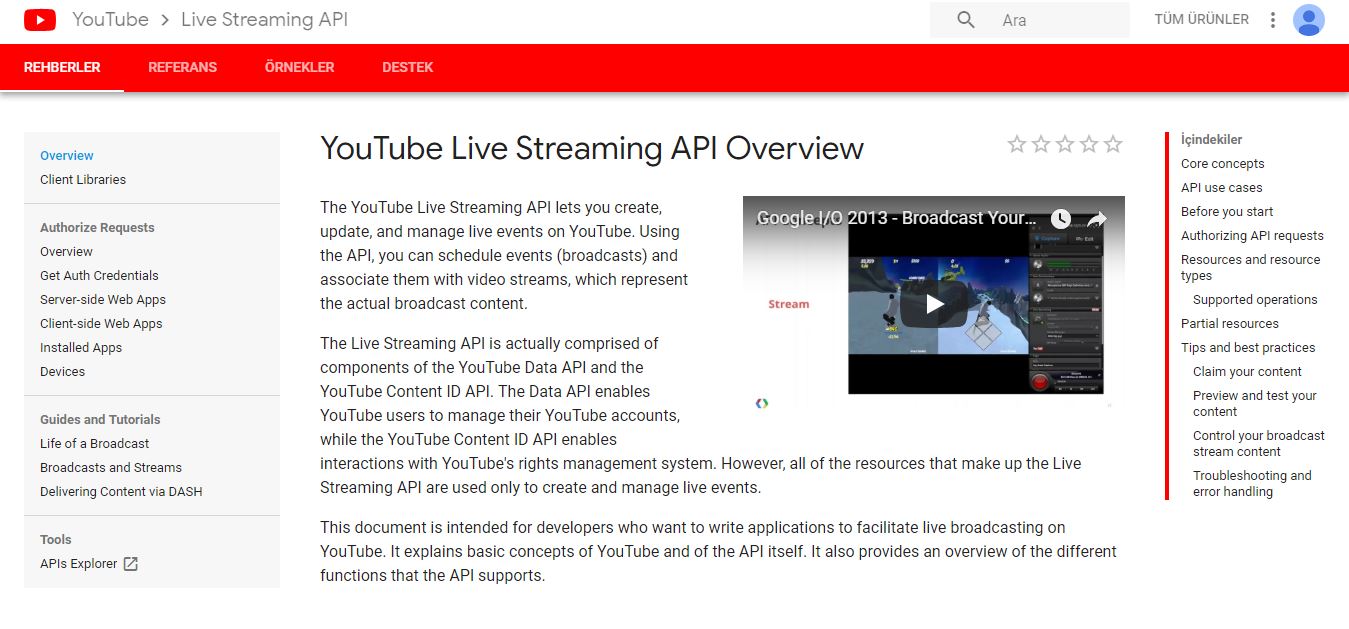 YouTube > Live Streaming API
Ara
TÜM ÜRÜNLER
REHBERLER
REFERANS
ÖRNEKLER
DESTEK
Overview
Client Libraries
Authorize Requests
Overview
Get Auth Credentials
Server-side Web Apps
Client-side Web Apps
Installed Apps
Devices
Guides and Tutorials
Life of a Broadcast
Broadcasts and Streams
Delivering Content via DASH
Tools
APIs Explorer
YouTube Live Streaming API Overview
The YouTube Live Streaming API lets you create,
update, and manage live events on YouTube. Using
the API, you can schedule events (broadcasts) and
associate them with video streams, which represent
the actual broadcast content.
The Live Streaming API is actually comprised of
components of the YouTube Data API and the
YouTube Content ID API. The Data API enables
YouTube users to manage their YouTube accounts,
while the YouTube Content ID API enables
interactions with YouTube's rights management system. However, all of the resources that make up the Live
Streaming API are used only to create and manage live events.
This document is intended for developers who want to write applications to facilitate live broadcasting on
YouTube. It explains basic concepts of YouTube and of the API itself. It also provides an overview of the different
functions that the API supports.
Google I/O 2013 - Broadcast Your...
Stream
İçindekiler
Core concepts
API use cases
Before you start
Authorizing API requests
Resources and resource
types
Supported operations
Partial resources
Tips and best practices
Claim your content
Preview and test your
content
Control your broadcast
stream content
Troubleshooting and
error handling